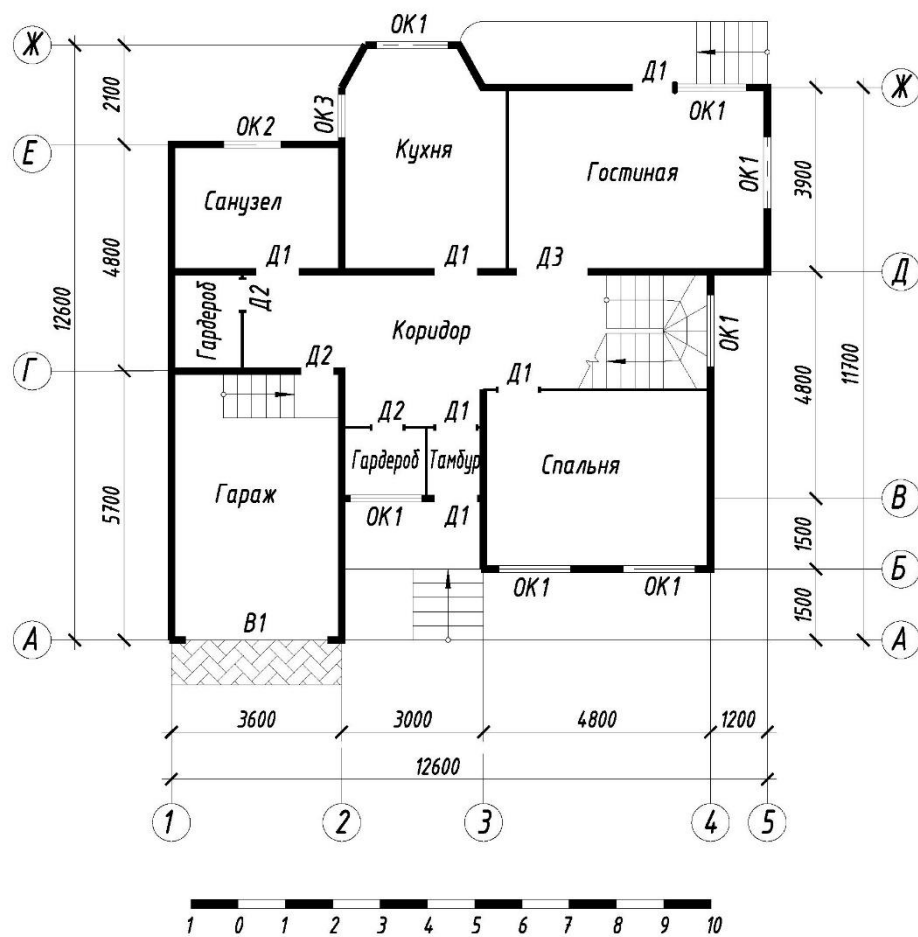 ОК1
Ж
Д1
Ж
2100
ОК3
ОК1
ОК2
Е
Кухня
Гостиная
ОК1
3900
Санузел
4800
12600
Д1
Д1
Д3
Д
Гардероб
Д2
Коридор
ОК1
11700
Г
Д2
Д1
4800
Д2
Д1
Гардероб
Тамбур
Спальня
Гараж
5700
В
ОК1
Д1
1500
Б
ОК1
ОК1
1500
А
В1
А
3600
3000
4800
1200
12600
1
2
3
4
5
1 0 1 2 3 4 5 6 7 8 9 10